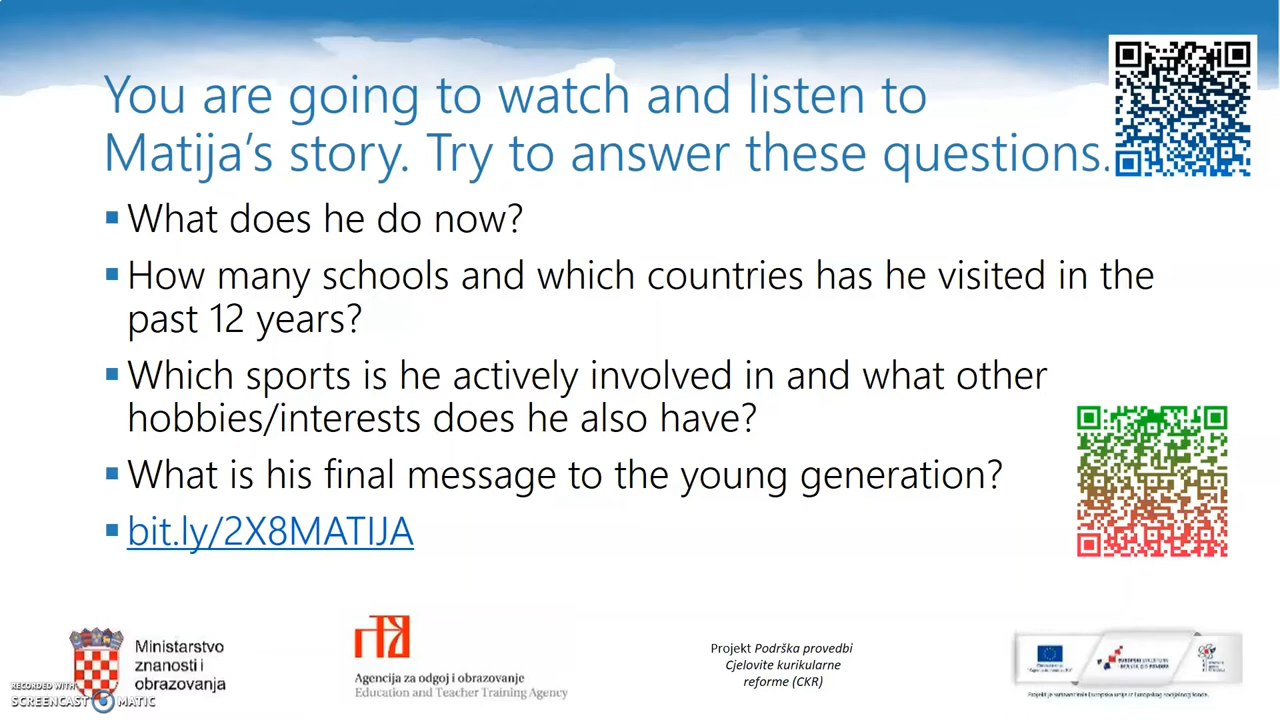 You are going to watch and listen to
Matija's story. Try to answer these questions.
▪ What does he do now?
▪ How many schools and which countries has he visited in the
past 12 years?
▪ Which sports is he actively involved in and what other
hobbies/interests does he also have?
▪ What is his final message to the young generation?
▪ bit.ly/2X8MATIJA
Ministarstvo
znanosti i
obrazovanja
Agencija za odgoj i obrazovanje
Education and Teacher Training Agency
Projekt Podrška provedbi
Cjelovite kurikularne
reforme (CKR)
RECORDED WITH
SCREENCAST MATIC